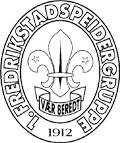 1. FREDRIKSTADSPEIDERGRUPPE
VÆR BEREDT
1912